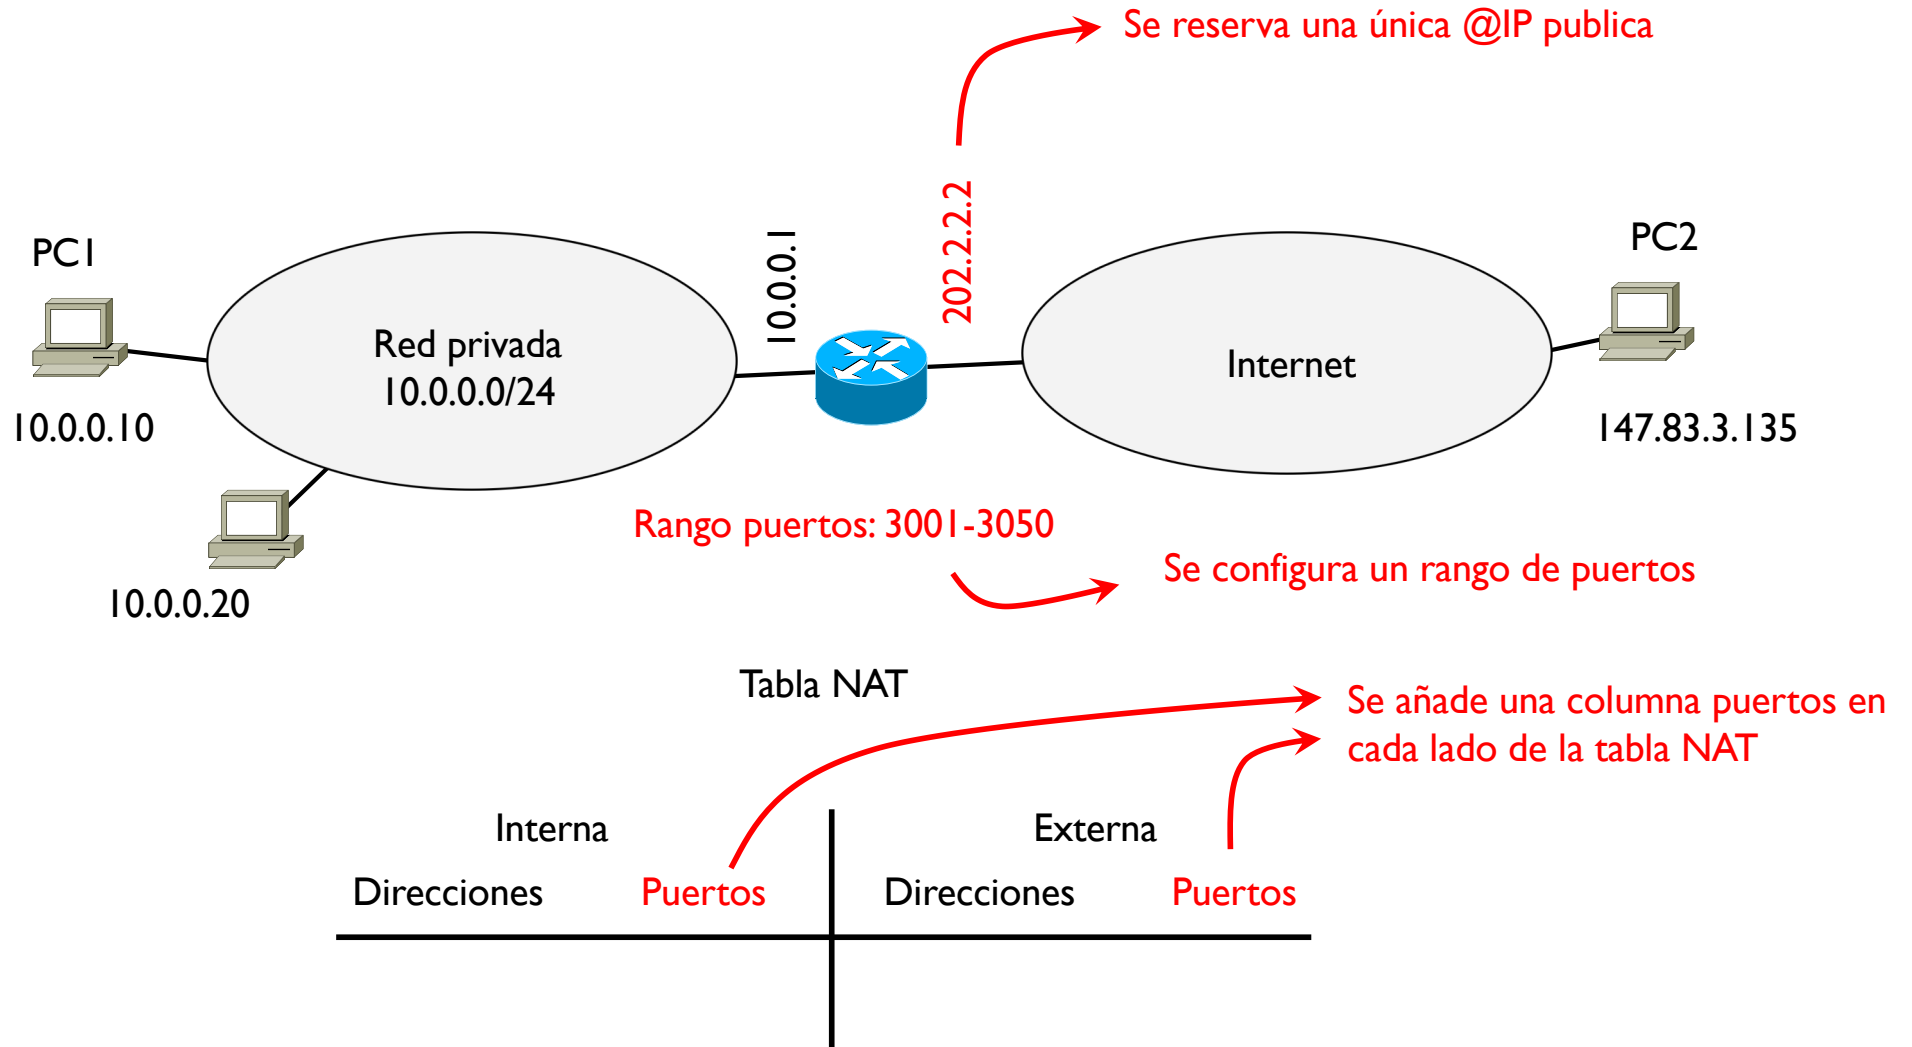 Se reserva una única @IP publica
202.2.2.2
10.0.0.1
PC1
PC2
Red privada
10.0.0.0/24
Internet
10.0.0.10
147.83.3.135
Rango puertos: 3001-3050
Se configura un rango de puertos
10.0.0.20
Tabla NAT
Se añade una columna puertos en
cada lado de la tabla NAT
Interna
Externa
Direcciones
Puertos
Direcciones
Puertos